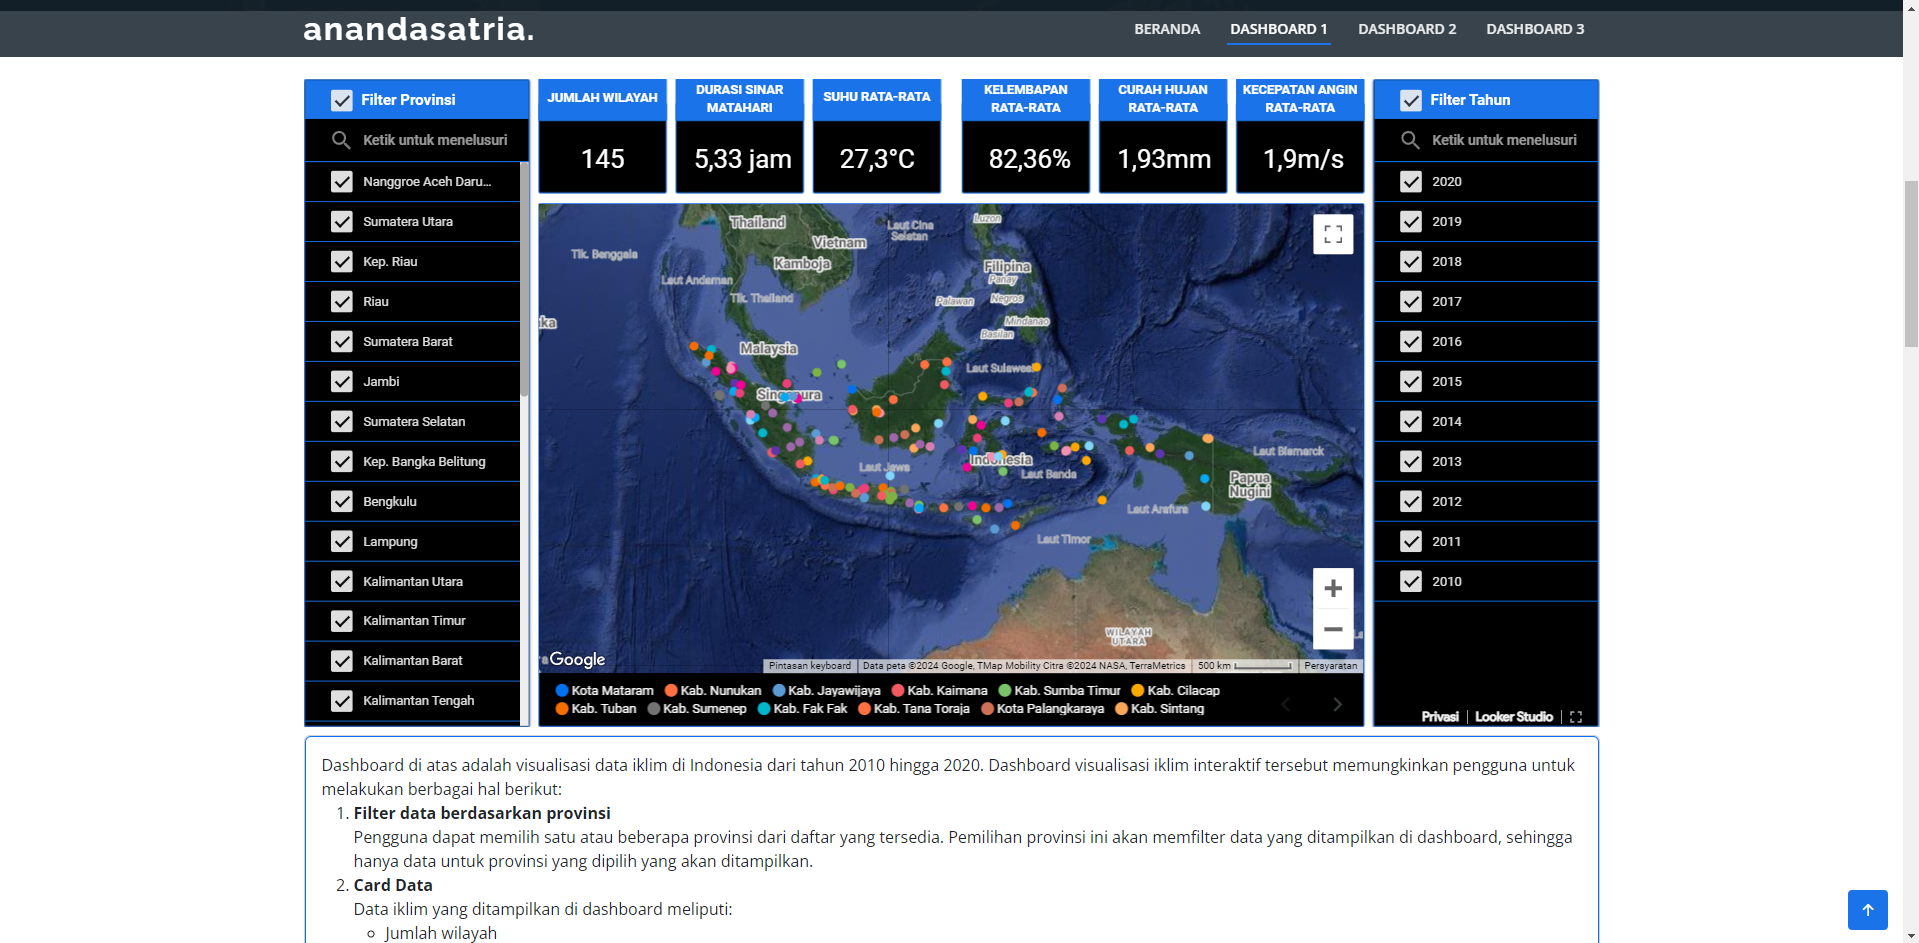 anandasatria.
BERANDA
DASHBOARD 1
DASHBOARD 2
DASHBOARD 3
Filter Provinsi
Ketik untuk menelusuri
Nanggroe Aceh Daru...
Sumatera Utara
Kep. Riau
Riau
Sumatera Barat
Jambi
Sumatera Selatan
Kep. Bangka Belitung
Bengkulu
Lampung
Kalimantan Utara
Kalimantan Timur
Kalimantan Barat
Kalimantan Tengah
JUMLAH WILAYAH
145
DURASI SINAR
MATAHARI
5,33 jam
SUHU RATA-RATA
27,3°C
KELEMBAPAN
RATA-RATA
82,36%
CURAH HUJAN
RATA-RATA
1,93mm
KECEPATAN ANGIN
RATA-RATA
1,9m/s
Thailand
Laut Cina
Selatan
Luzon
Vietnam
Tlk. Benggala
Kamboja
Filipina
Laut Andaman
Panay
Tlk. Thailand
Palawan
Negros
Mindanao
ka
Basilan
Malaysia
Laut Sulawesi
Singapura
Laut Jawa
Indonesia
Laut Banda
Laut Bismarck
Papua
Nugini
Laut Arafura
Laut Timor
WILAYAH
UTARA
Google
Pintasan keyboard
Data peta ©2024 Google, TMap Mobility Citra ©2024 NASA, TerraMetrics
500 km
Persyaratan
Kota Mataram
Kab. Nunukan
Kab. Jayawijaya
Kab. Kaimana
Kab. Sumba Timur
Kab. Cilacap
Kab. Tuban
Kab. Sumenep
Kab. Fak Fak
Kab. Tana Toraja
Kota Palangkaraya
Kab. Sintang
Filter Tahun
Ketik untuk menelusuri
2020
2019
2018
2017
2016
2015
2014
2013
2012
2011
2010
Privasi
Looker Studio
Dashboard di atas adalah visualisasi data iklim di Indonesia dari tahun 2010 hingga 2020. Dashboard visualisasi iklim interaktif tersebut memungkinkan pengguna untuk
melakukan berbagai hal berikut:
1. Filter data berdasarkan provinsi
Pengguna dapat memilih satu atau beberapa provinsi dari daftar yang tersedia. Pemilihan provinsi ini akan memfilter data yang ditampilkan di dashboard, sehingga
hanya data untuk provinsi yang dipilih yang akan ditampilkan.
2. Card Data
Data iklim yang ditampilkan di dashboard meliputi:
Jumlah wilayah